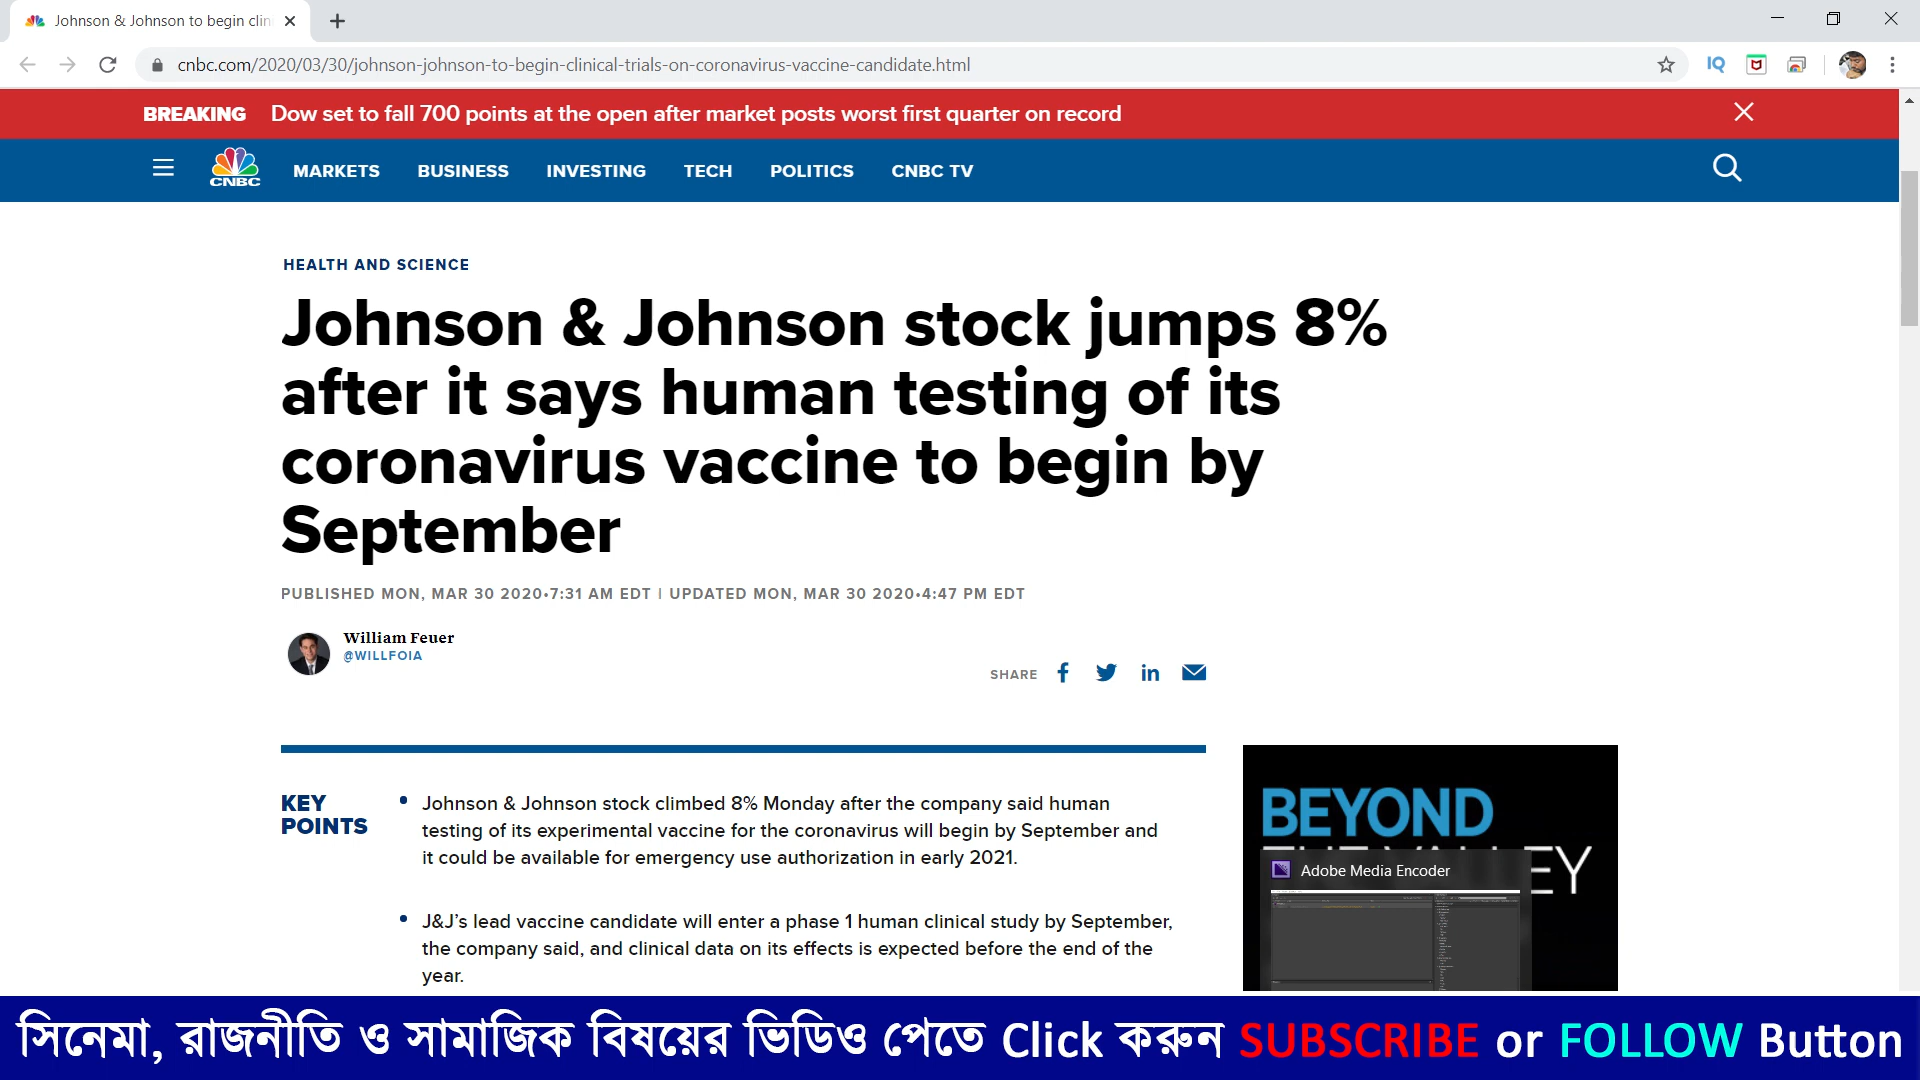 Johnson & Johnson to begin clin
cnbc.com/2020/03/30/johnson-johnson-to-begin-clinical-trials-on-coronavirus-vaccine-candidate.html
IQ
BREAKING Dow set to fall 700 points at the open after market posts worst first quarter on record
CNBC MARKETS BUSINESS INVESTING TECH POLITICS CNBC TV
HEALTH AND SCIENCE
Johnson & Johnson stock jumps 8%
after it says human testing of its
coronavirus vaccine to begin by
September
PUBLISHED MON, MAR 30 2020•7:31 AM EDT | UPDATED MON, MAR 30 2020•4:47 PM EDT
William Feuer
@WILLFOIA
SHARE
KEY
POINTS
Johnson & Johnson stock climbed 8% Monday after the company said human
testing of its experimental vaccine for the coronavirus will begin by September and
it could be available for emergency use authorization in early 2021.
J&J’s lead vaccine candidate will enter a phase 1 human clinical study by September,
the company said, and clinical data on its effects is expected before the end of the
year.
BEYOND
THE VALLEY
Adobe Media Encoder
সিনেমা, রাজনীতি ও সামাজিক বিষয়ের ভিডিও পেতে Click করুন SUBSCRIBE or FOLLOW Button